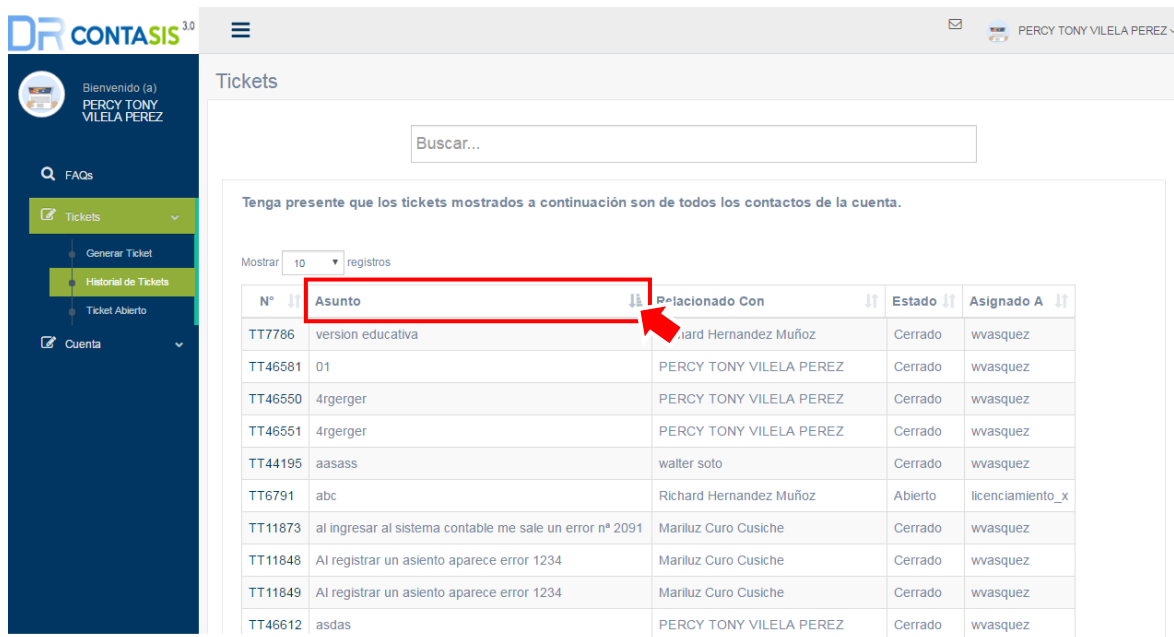 DR CONTASIS 3.0
PERCY TONY VILELA PEREZ
Bienvenido (a)
PERCY TONY
VILELA PEREZ
FAQs
Tickets
Generar Ticket
Historial de Tickets
Ticket Abierto
Cuenta
Tickets
Buscar...
Tenga presente que los tickets mostrados a continuación son de todos los contactos de la cuenta.
Mostrar 10 registros
N° Asunto Relacionado Con Estado Asignado A
TT7786 version educativa Hernandez Muñoz Cerrado wvasquez
TT46581 01 PERCY TONY VILELA PEREZ Cerrado wvasquez
TT46550 4rgerger PERCY TONY VILELA PEREZ Cerrado wvasquez
TT46551 4rgerger PERCY TONY VILELA PEREZ Cerrado wvasquez
TT44195 aasass walter soto Cerrado wvasquez
TT6791 abc Richard Hernandez Muñoz Abierto licenciamiento_x
TT11873 al ingresar al sistema contable me sale un error nª 2091 Mariluz Curo Cusiche Cerrado wvasquez
TT11848 Al registrar un asiento aparece error 1234 Mariluz Curo Cusiche Cerrado wvasquez
TT11849 Al registrar un asiento aparece error 1234 Mariluz Curo Cusiche Cerrado wvasquez
TT46612 asdas PERCY TONY VILELA PEREZ Cerrado wvasquez